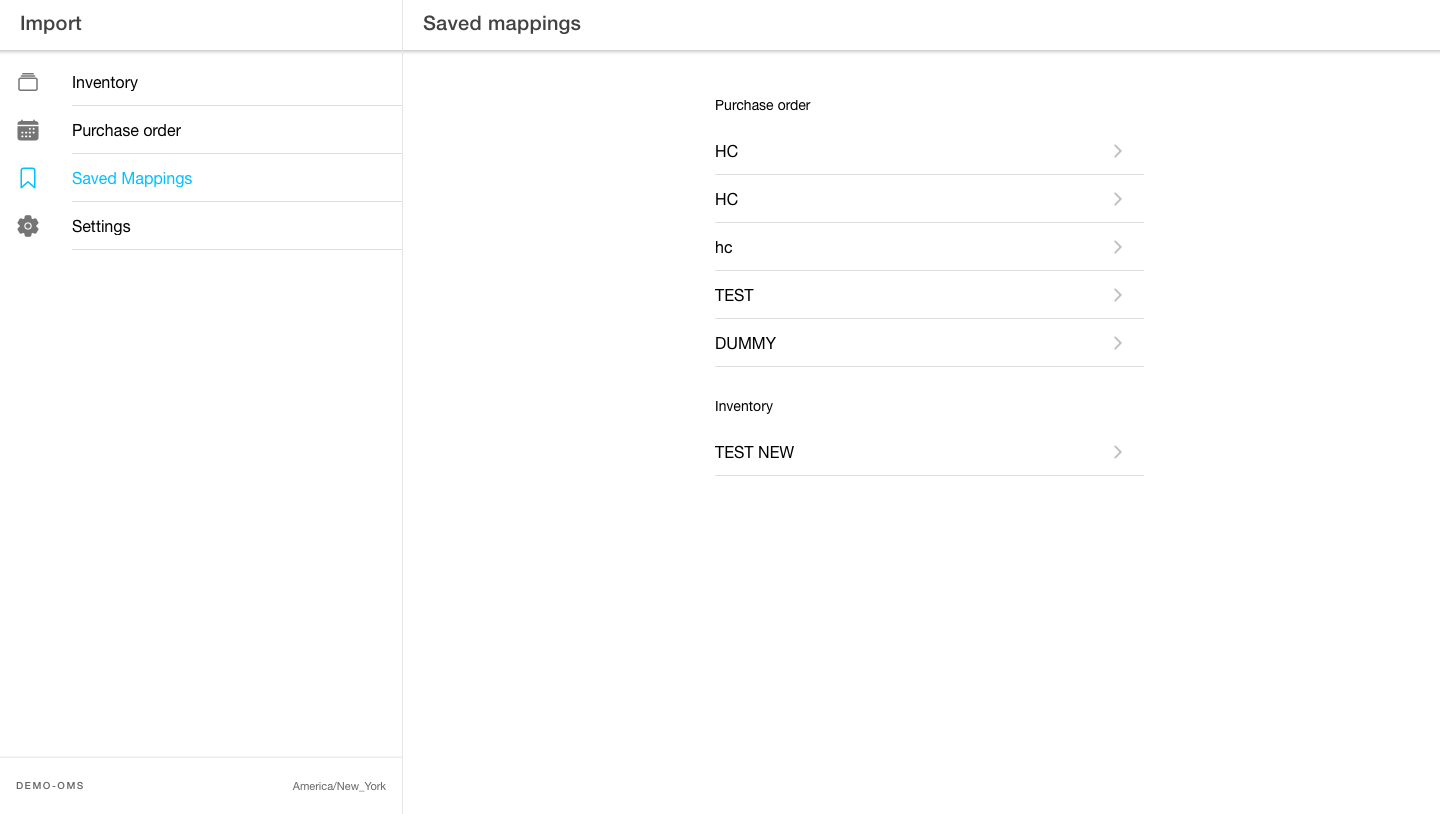 Import
Inventory
Purchase order
Saved Mappings
Settings
DEMO-OMS
America/New_York
Saved mappings
Purchase order
HC
HC
hc
TEST
DUMMY
Inventory
TEST NEW